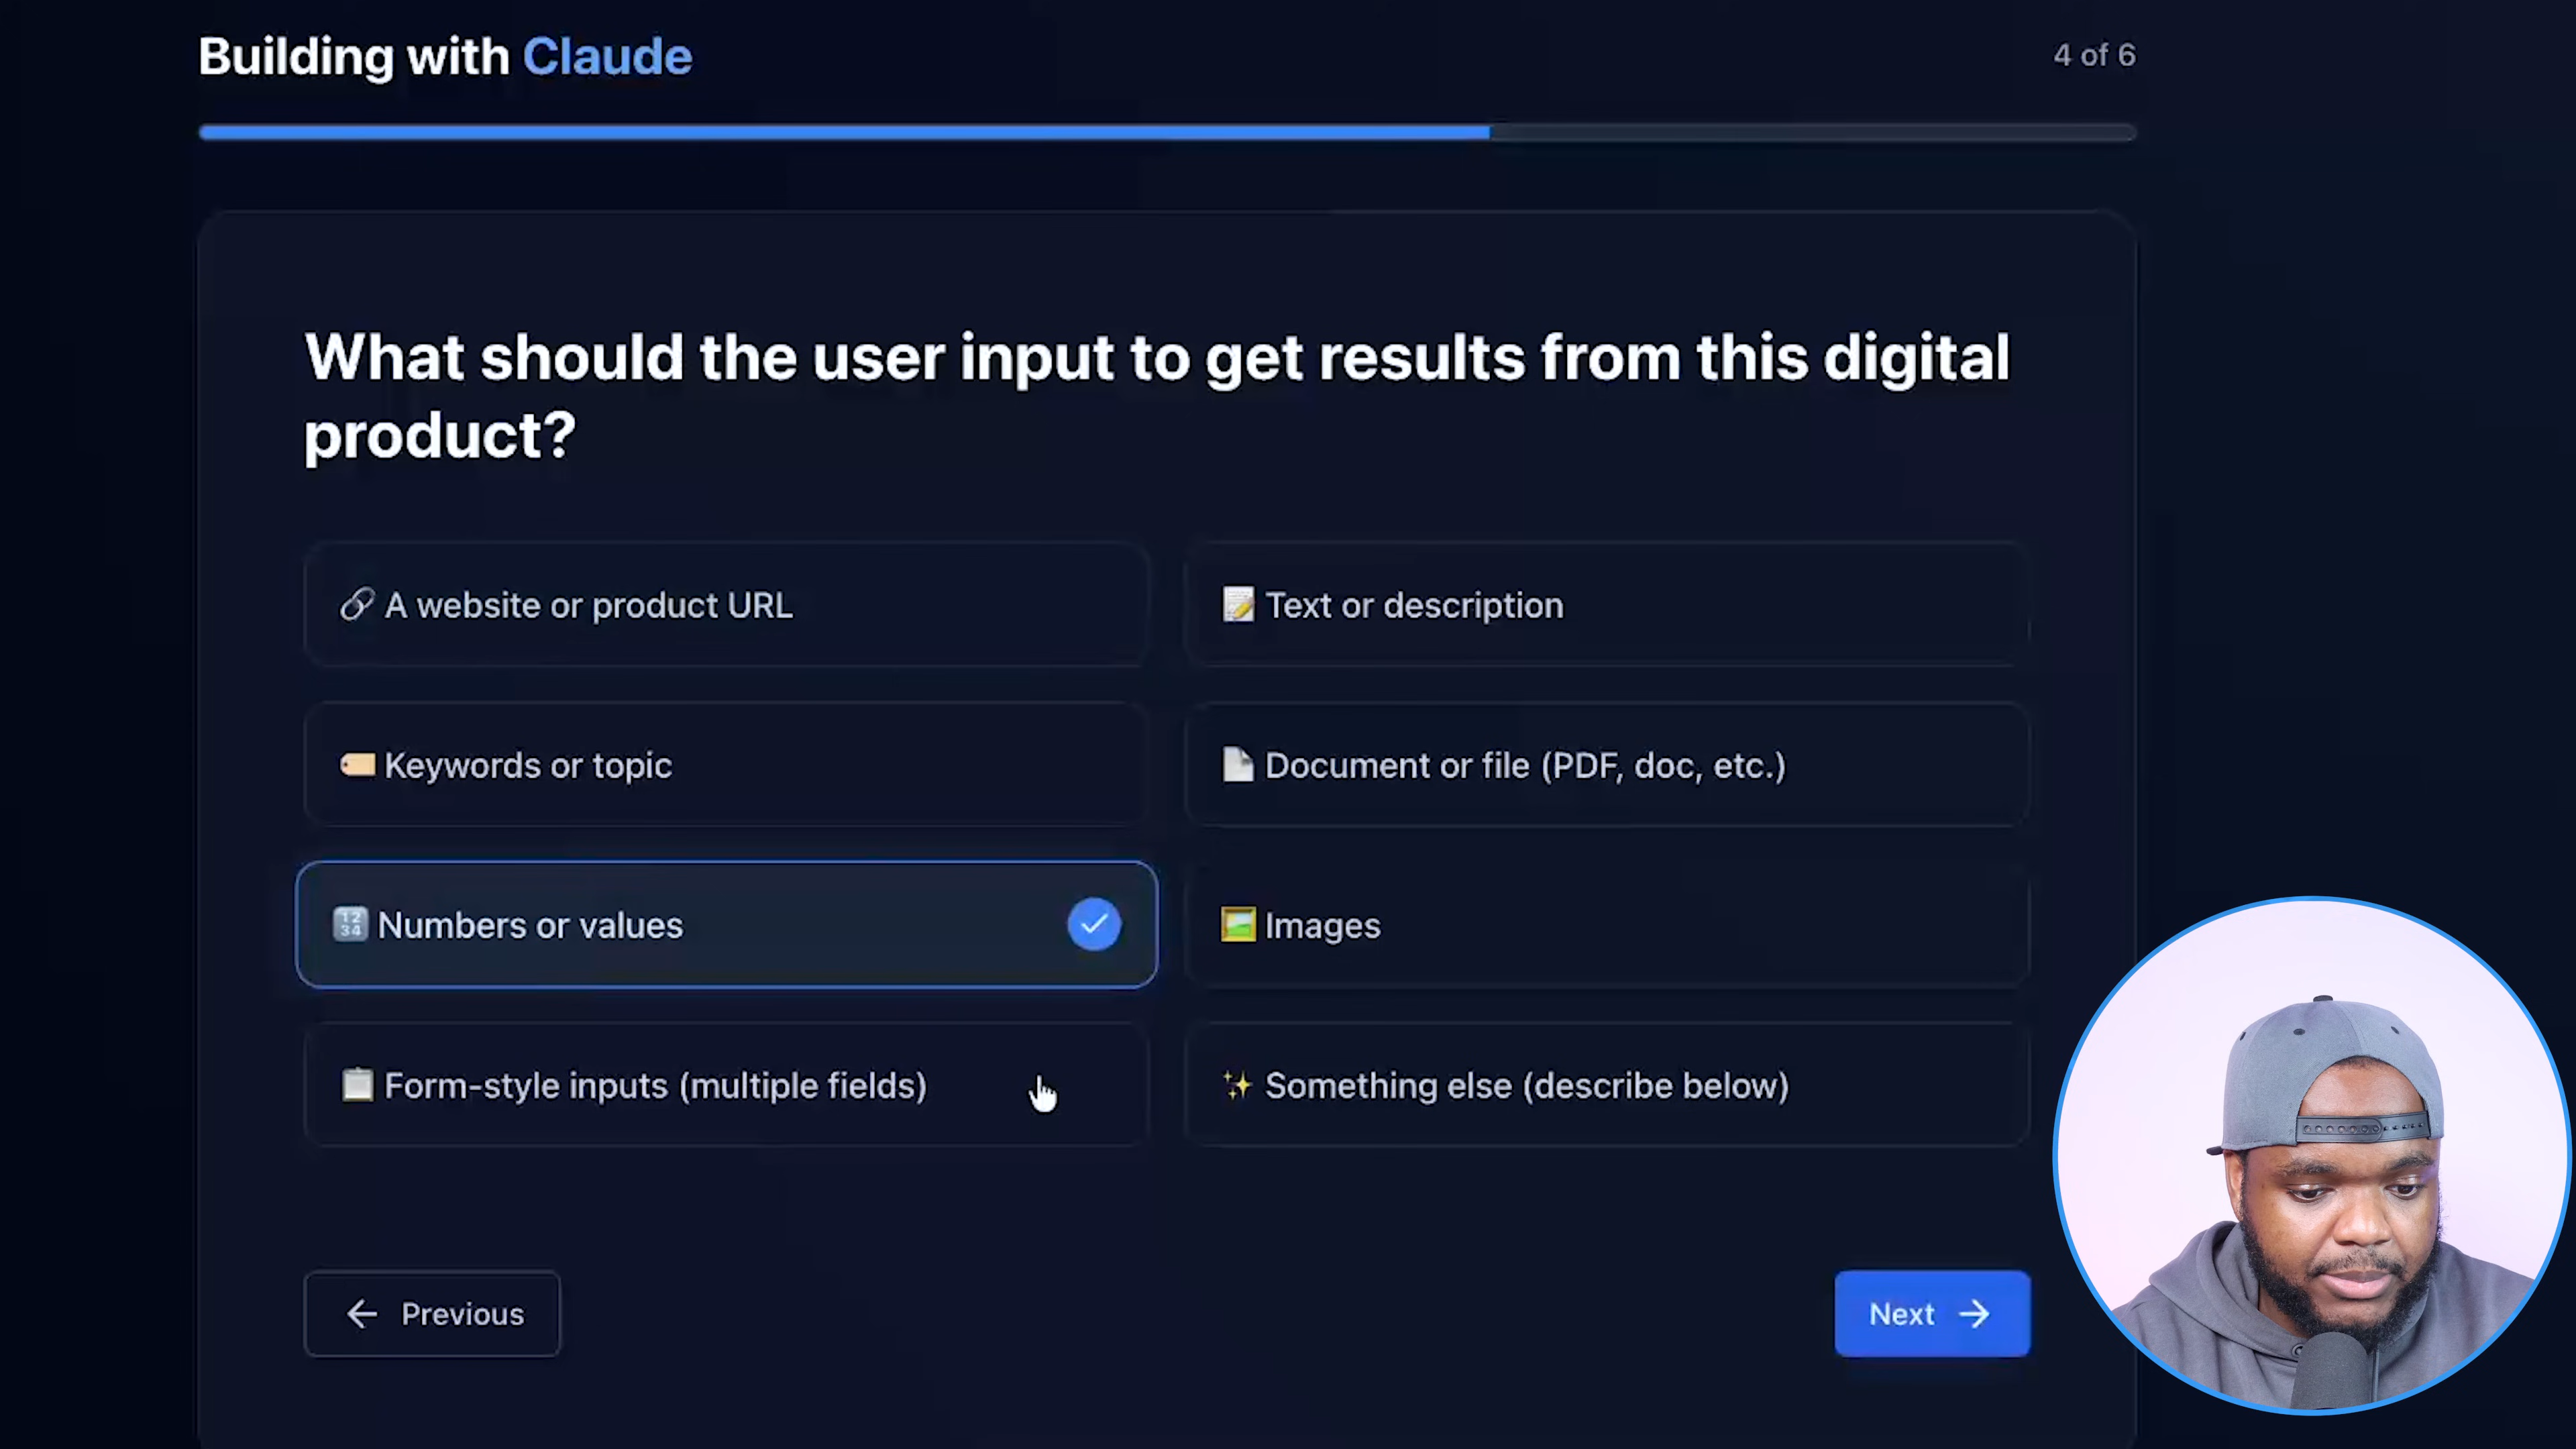 Building with Claude
4 of 6
What should the user input to get results from this digital
product?
A website or product URL
Text or description
Keywords or topic
Document or file (PDF, doc, etc.)
Numbers or values
Images
Form-style inputs (multiple fields)
Something else (describe below)
Previous
Next